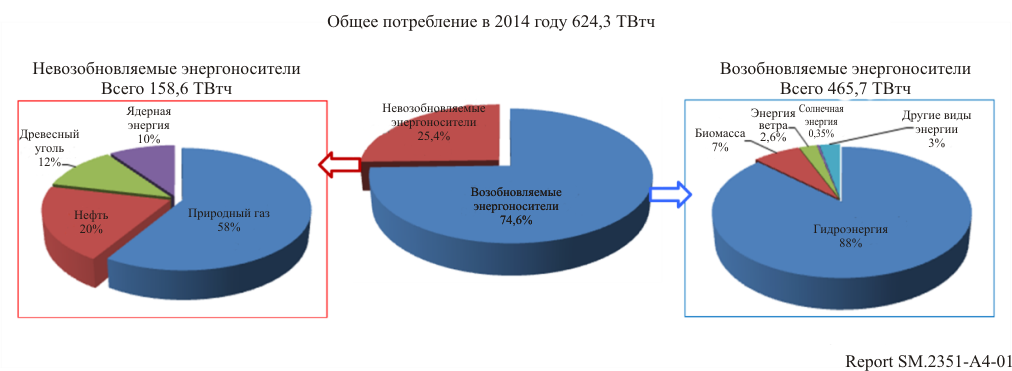 Общее потребление в 2014 году 624,3 ТВтч
Невозобновляемые энергоносители
Всего 158,6 ТВтч
Ядерная
энергия
10%
Древесный
уголь
12%
Нефть
20%
Природный газ
58%
Невозобновляемые
энергоносители
25,4%
Возобновляемые
энергоносители
74,6%
Возобновляемые энергоносители
Всего 465,7 ТВтч
Биомасса
7%
Энергия
ветра
2,6%
Солнечная
энергия
0,35%
Другие виды
энергии
3%
Гидроэнергия
88%
Report SM.2351-A4-01